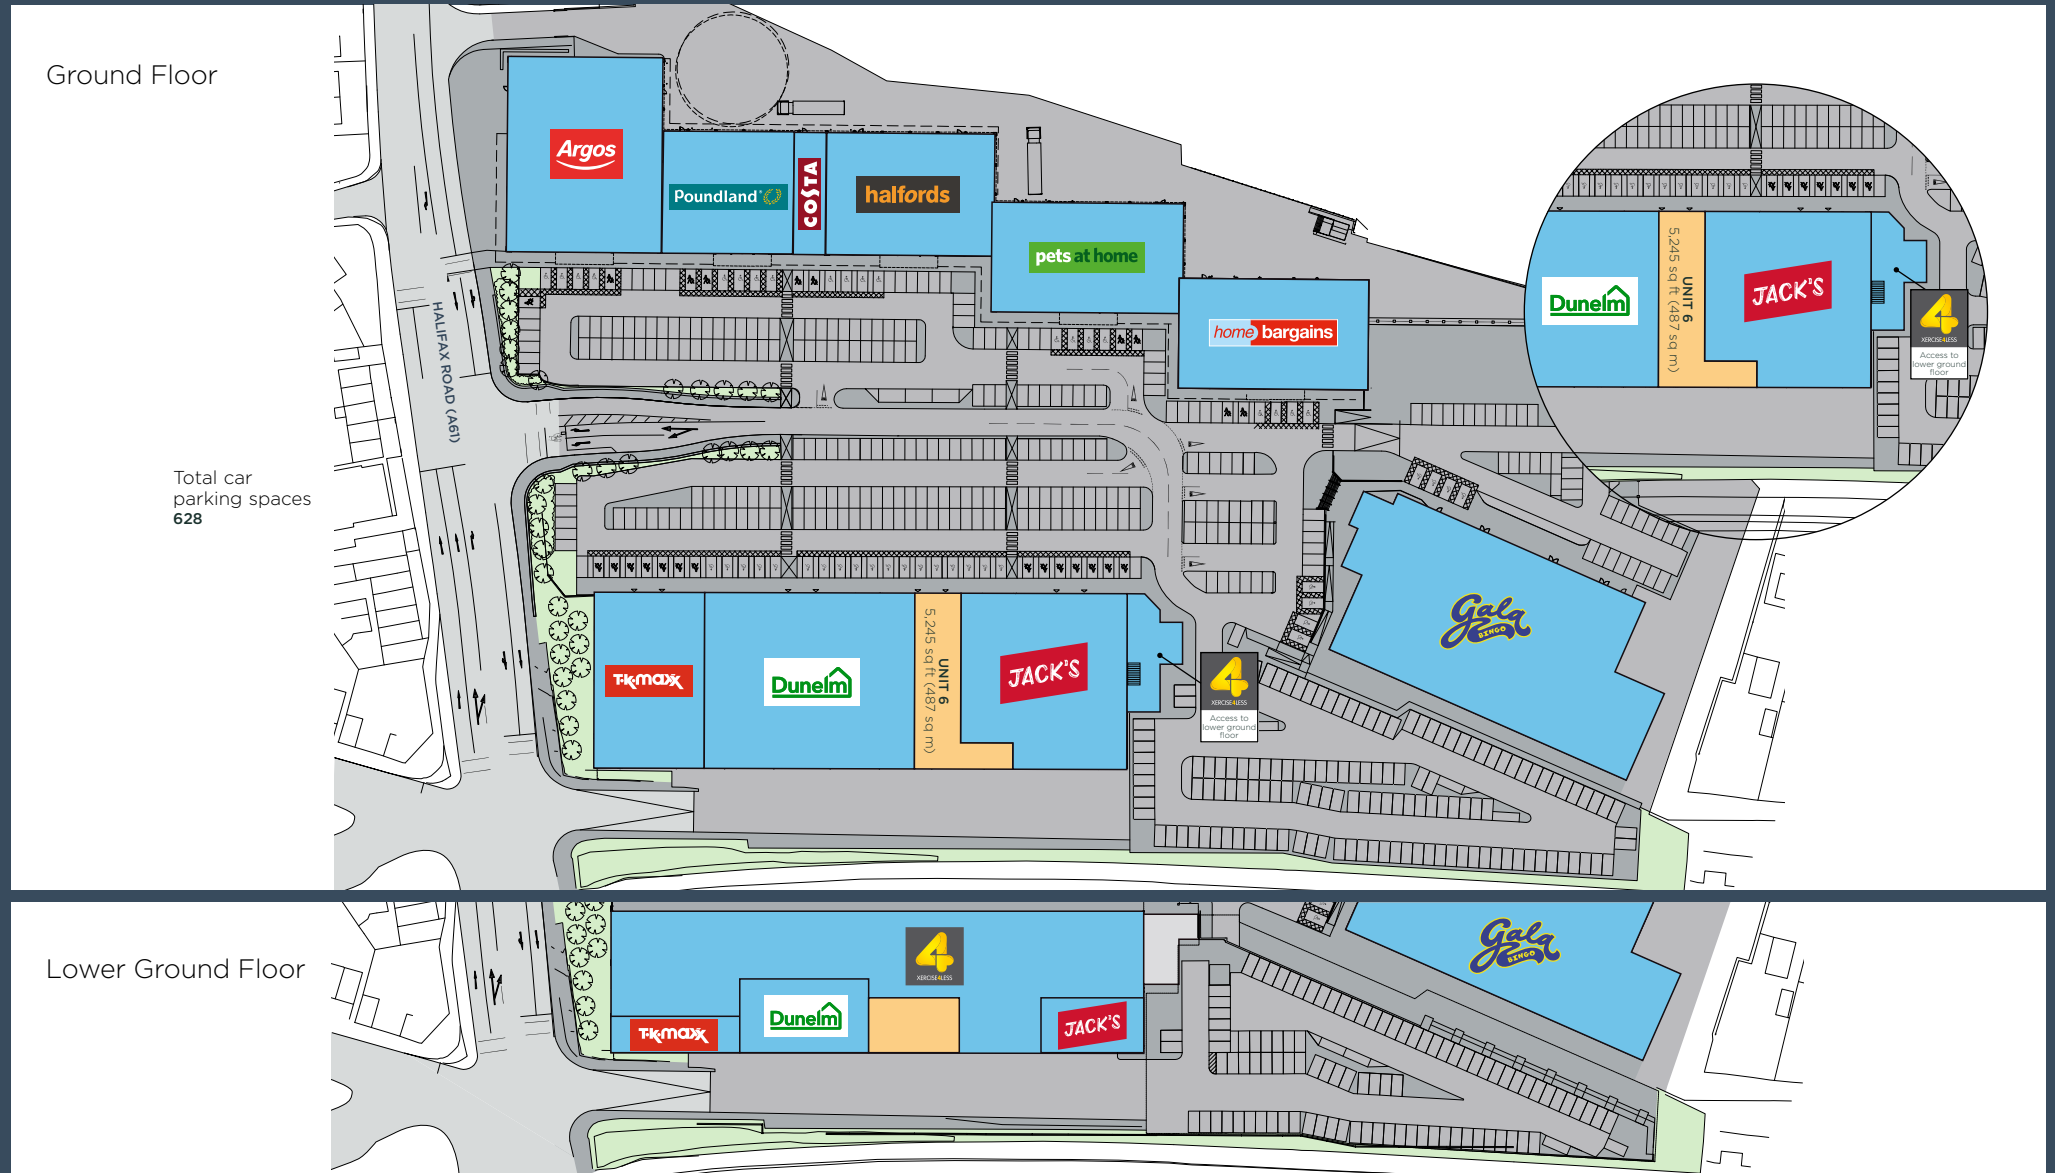 Ground Floor
Argos
Poundland
COSTA
halfords
pets at home
home bargains
HALIFAX ROAD (A61)
Total car
parking spaces
628
Dunelm
UNIT 6
5,245 sq ft (487 sq m)
JACK'S
4
XERCISE4LESS
Access to
lower ground
floor
T·K·maxx
Dunelm
UNIT 6
5,245 sq ft (487 sq m)
JACK'S
4
XERCISE4LESS
Access to
lower ground
floor
Gala
BINGO
Lower Ground Floor
4
XERCISE4LESS
T·K·maxx
Dunelm
JACK'S
Gala
BINGO